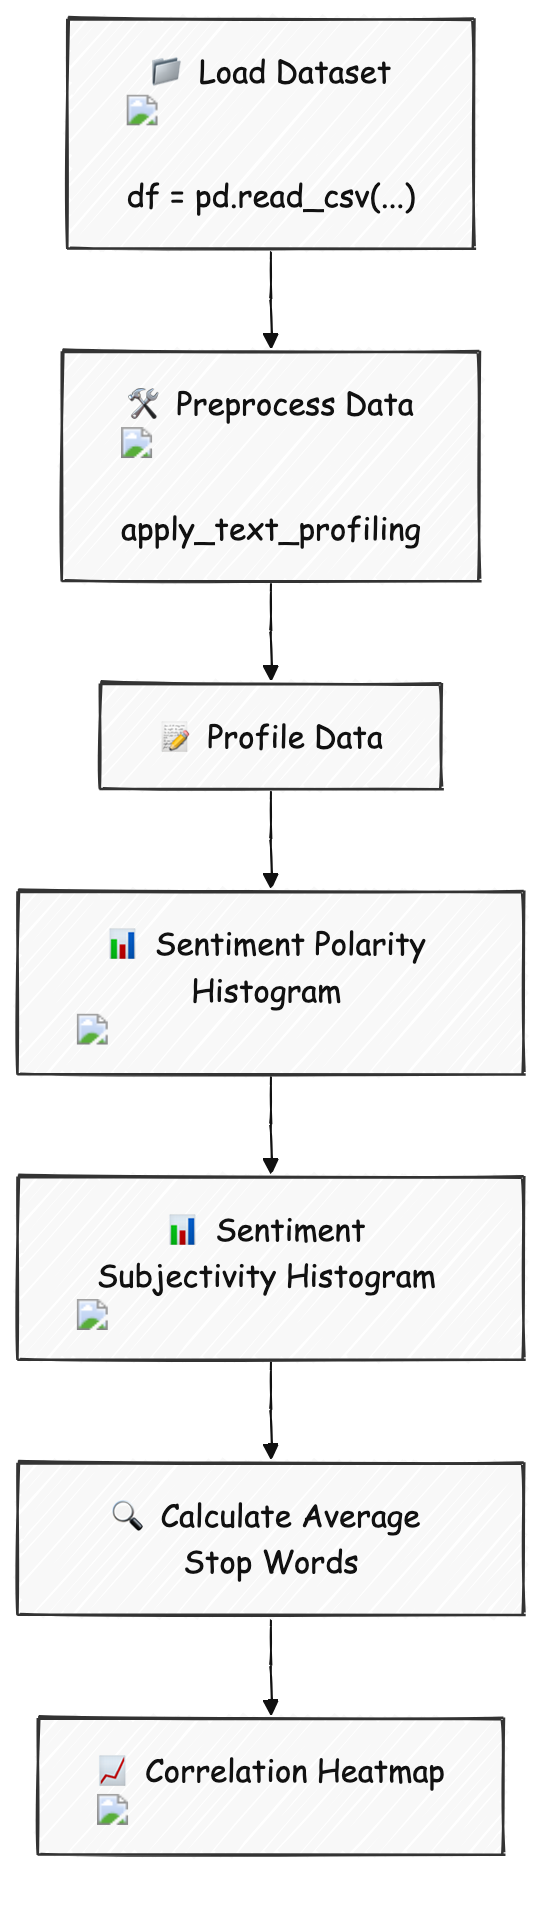 Load Dataset
df = pd.read_csv(...)
Preprocess Data
apply_text_profiling
Profile Data
Sentiment Polarity
Histogram
Sentiment
Subjectivity Histogram
Calculate Average
Stop Words
Correlation Heatmap